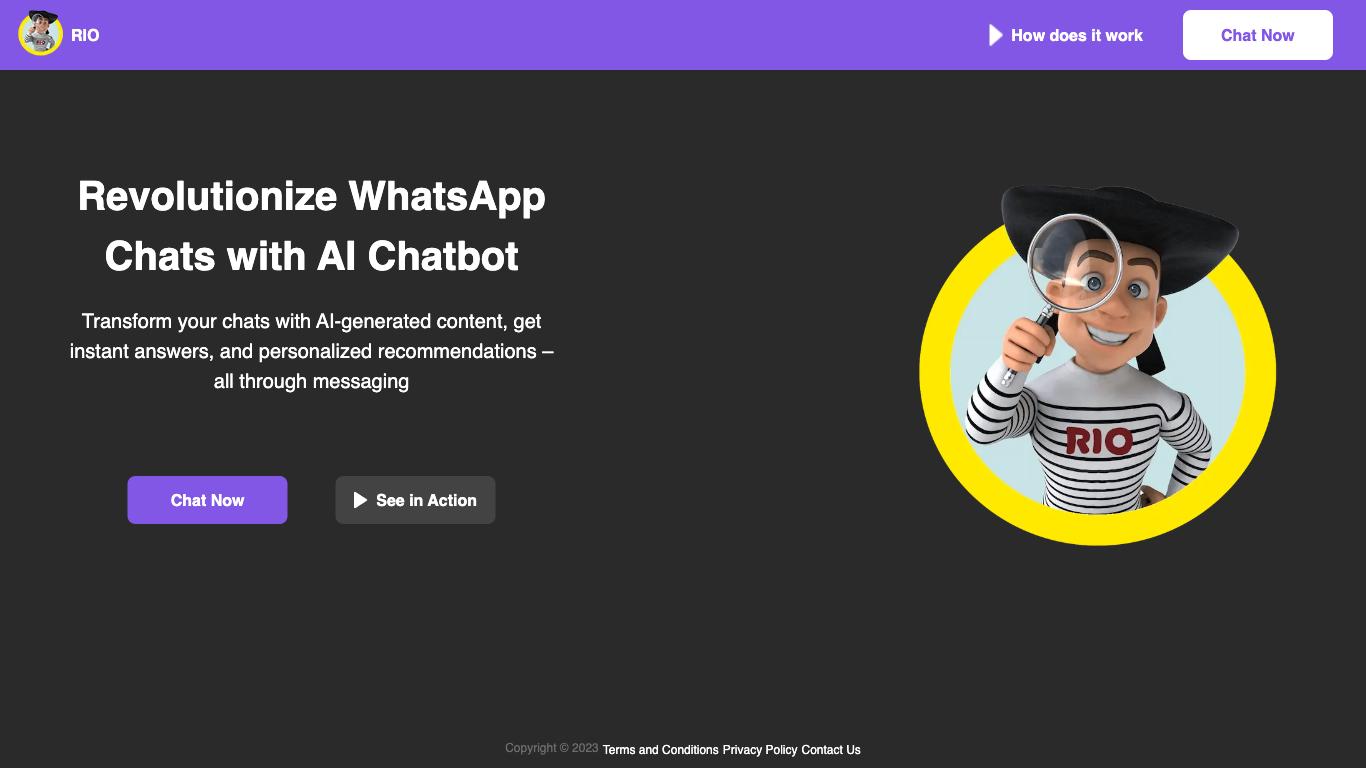 RIO
How does it work
Chat Now
Revolutionize WhatsApp
Chats with AI Chatbot
Transform your chats with AI-generated content, get
instant answers, and personalized recommendations –
all through messaging
Chat Now
See in Action
RIO
Copyright © 2023 Terms and Conditions Privacy Policy Contact Us